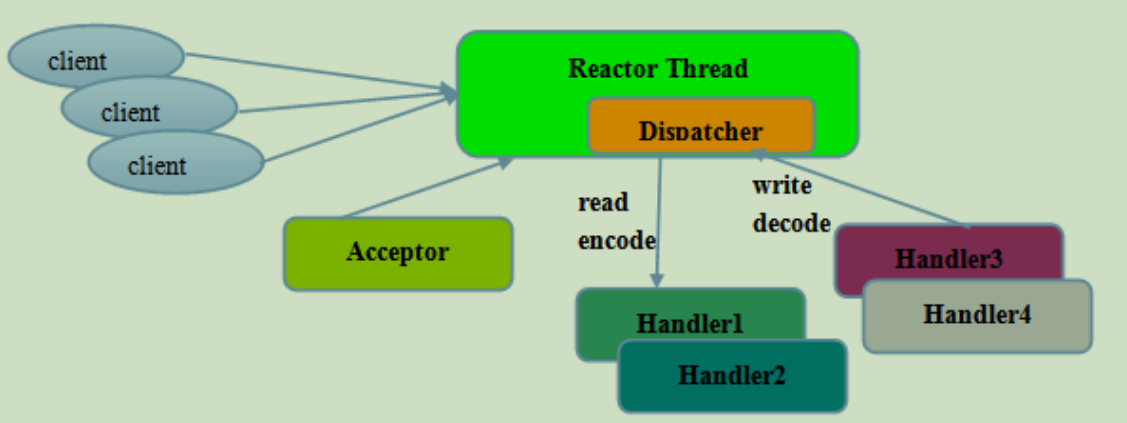 client
client
client
Reactor Thread
Dispatcher
Acceptor
read
encode
write
decode
Handler1
Handler2
Handler3
Handler4